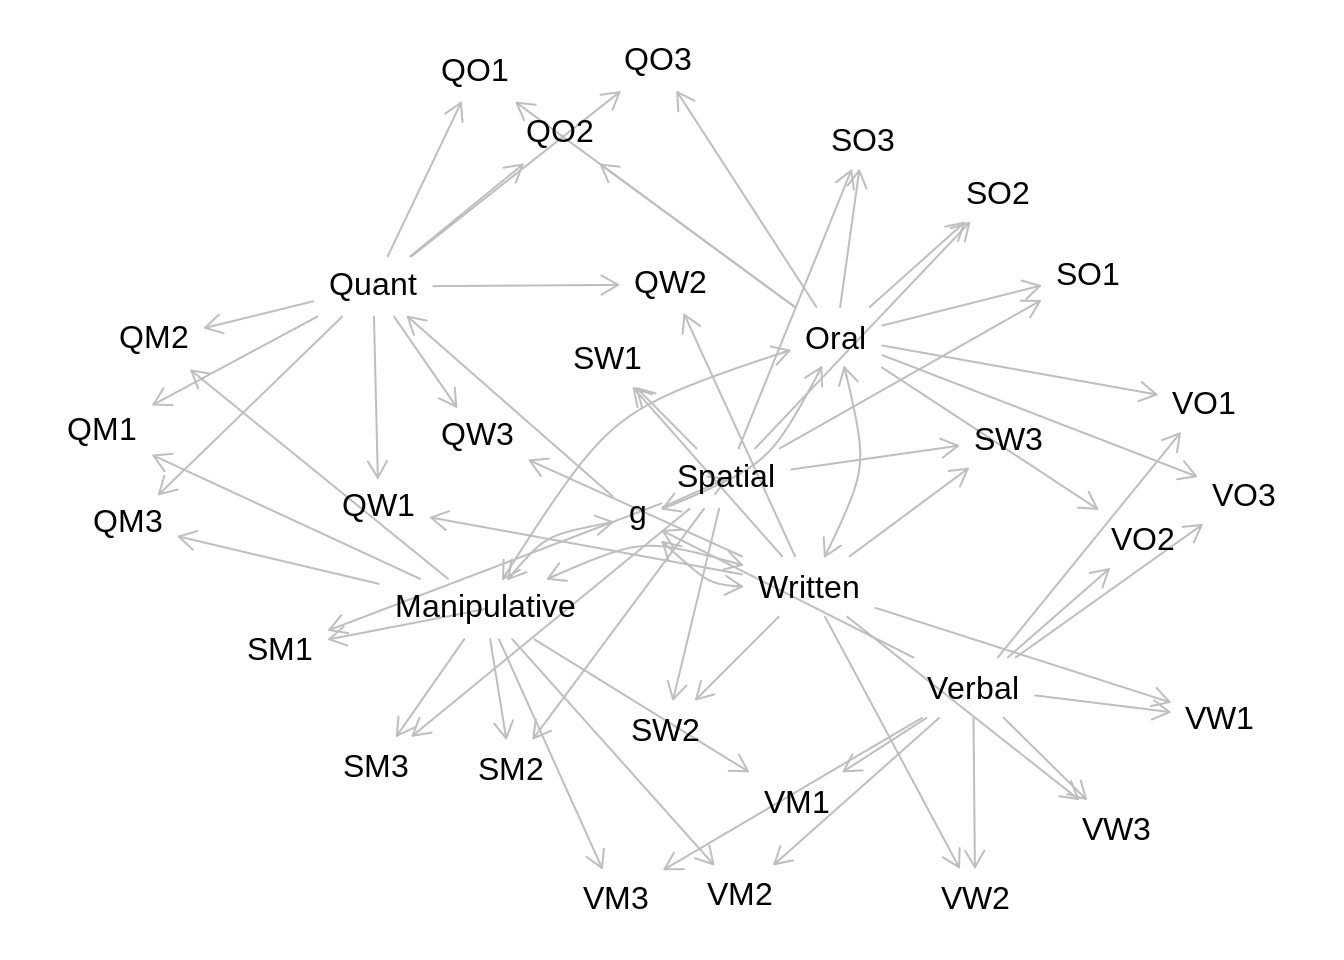 QO3
QO1
QO2
SO3
SO2
SO1
Quant
QW2
QM2
Oral
SW1
VO1
QM1
QW3
SW3
Spatial
VO3
QW1
g
QM3
VO2
Written
Manipulative
SM1
Verbal
VW1
SW2
SM3
SM2
VM1
VW3
VM3
VM2
VW2